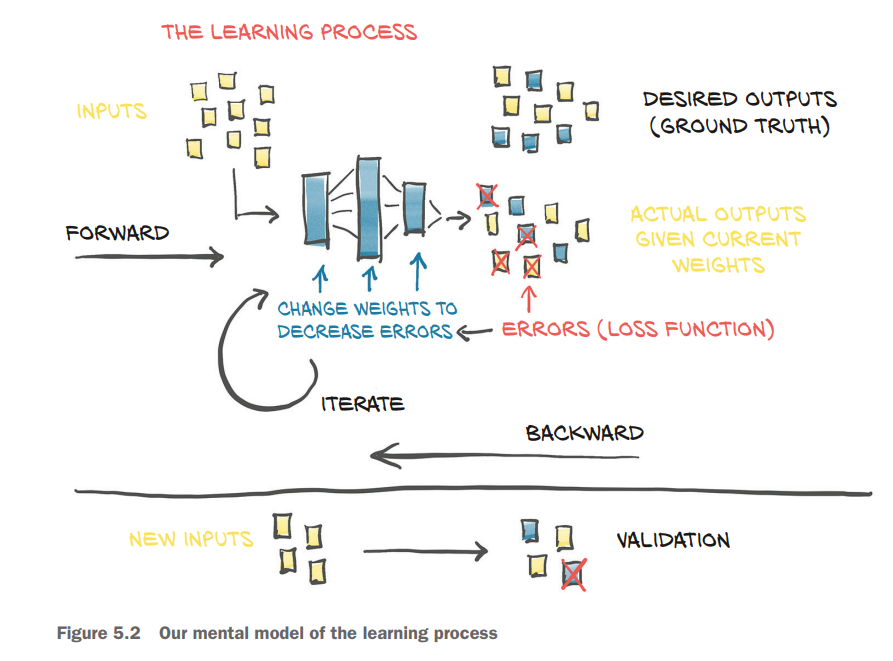 THE LEARNING PROCESS
INPUTS
DESIRED OUTPUTS
(GROUND TRUTH)
FORWARD
ACTUAL OUTPUTS
GIVEN CURRENT
WEIGHTS
CHANGE WEIGHTS TO
DECREASE ERRORS
ERRORS (LOSS FUNCTION)
ITERATE
BACKWARD
NEW INPUTS
VALIDATION
Figure 5.2 Our mental model of the learning process